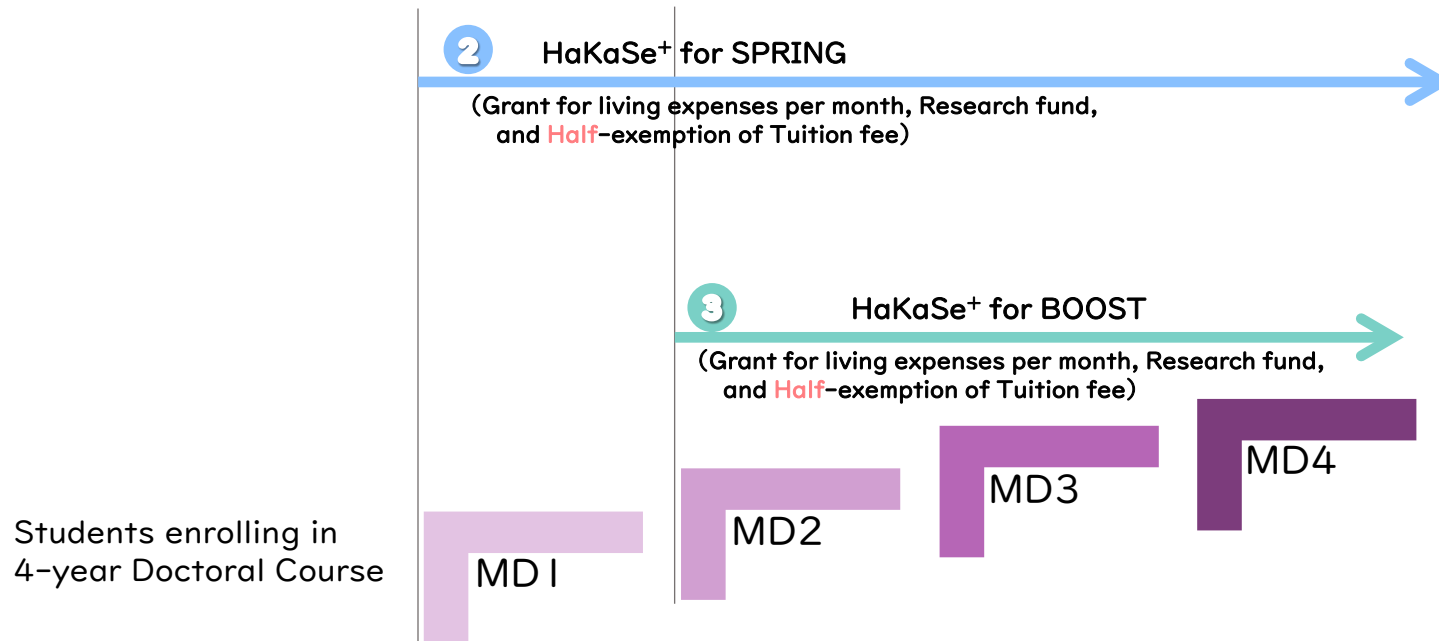 2
HaKaSe⁺ for SPRING
(Grant for living expenses per month, Research fund,
and Half-exemption of Tuition fee)
3
HaKaSe⁺ for BOOST
(Grant for living expenses per month, Research fund,
and Half-exemption of Tuition fee)
MD4
MD3
MD2
MD1
Students enrolling in
4-year Doctoral Course